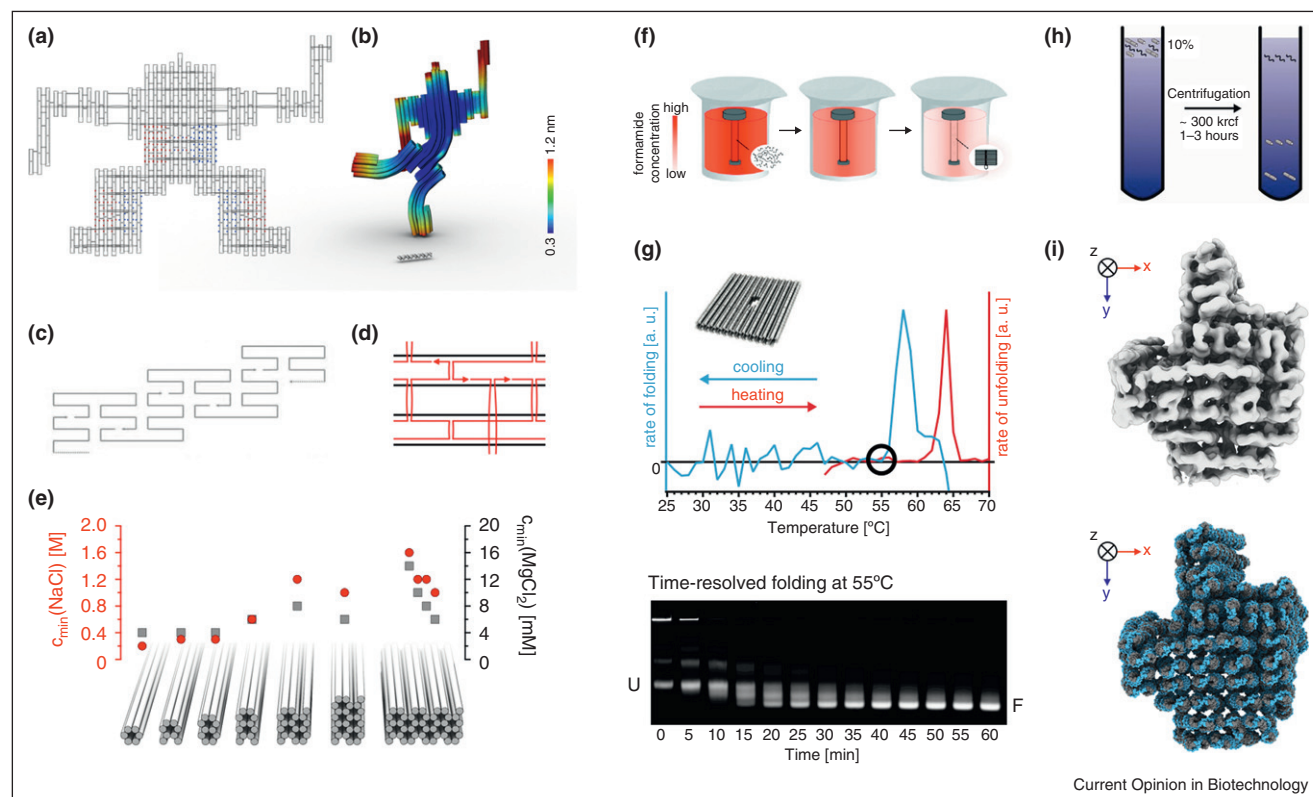 (a)
(b)
1.2 nm
0.3
(c)
(d)
(e)
cmin(NaCl) [M]
2.0
1.6
1.2
0.8
0.4
0
20
16
12
8
4
0
cmin(MgCl2) [mM]
(f)
formamide
concentration
high
low
(g)
rate of folding [a. u.]
cooling
heating
rate of unfolding [a. u.]
0
25 30 35 40 45 50 55 60 65 70
Temperature [ºC]
Time-resolved folding at 55ºC
U
F
0 5 10 15 20 25 30 35 40 45 50 55 60
Time [min]
(h)
10%
Centrifugation
~ 300 krcf
1–3 hours
(i)
z
x
y
z
x
y
Current Opinion in Biotechnology